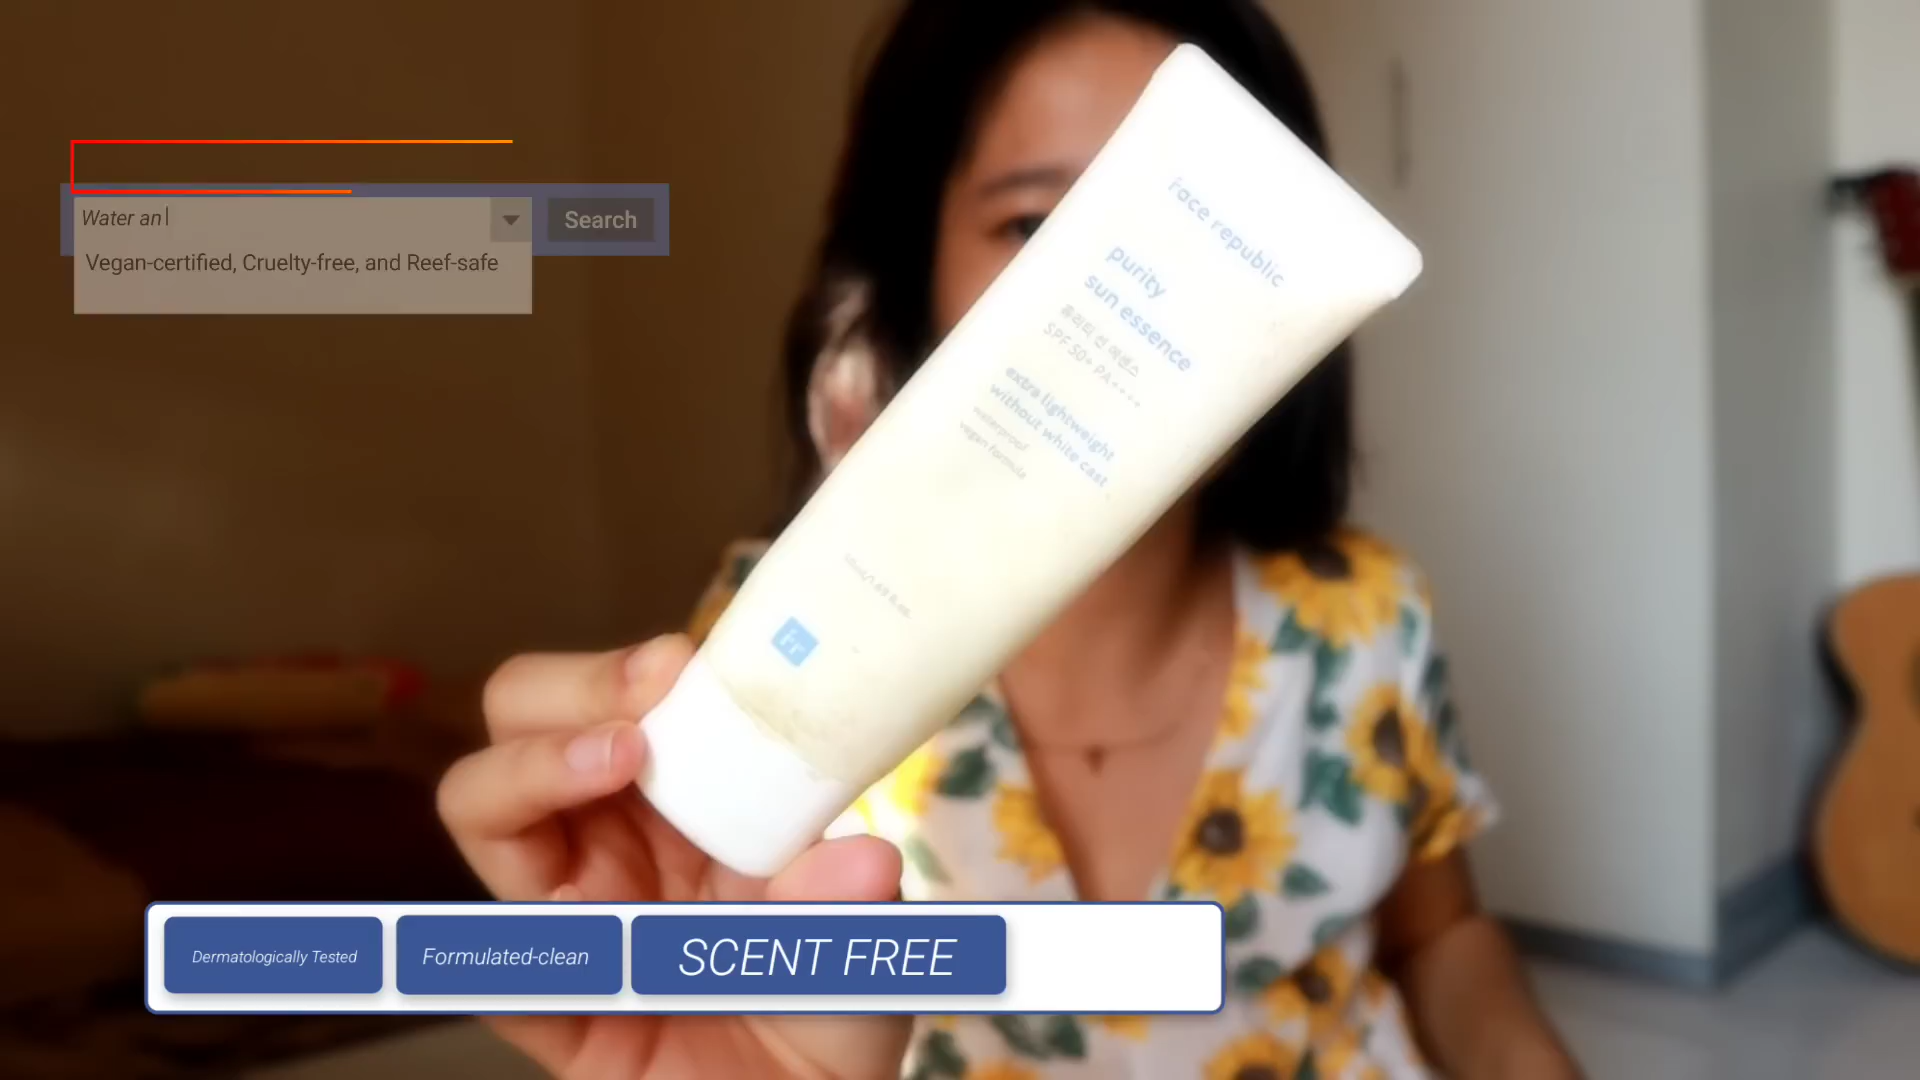 Water an
Search
Vegan-certified, Cruelty-free, and Reef-safe
face republic
purity
sun essence
퓨리티 선 에센스
SPF 50+ PA++++
extra lightweight
without white cast
waterproof
vegan formula
fr
Dermatologically Tested
Formulated-clean
SCENT FREE